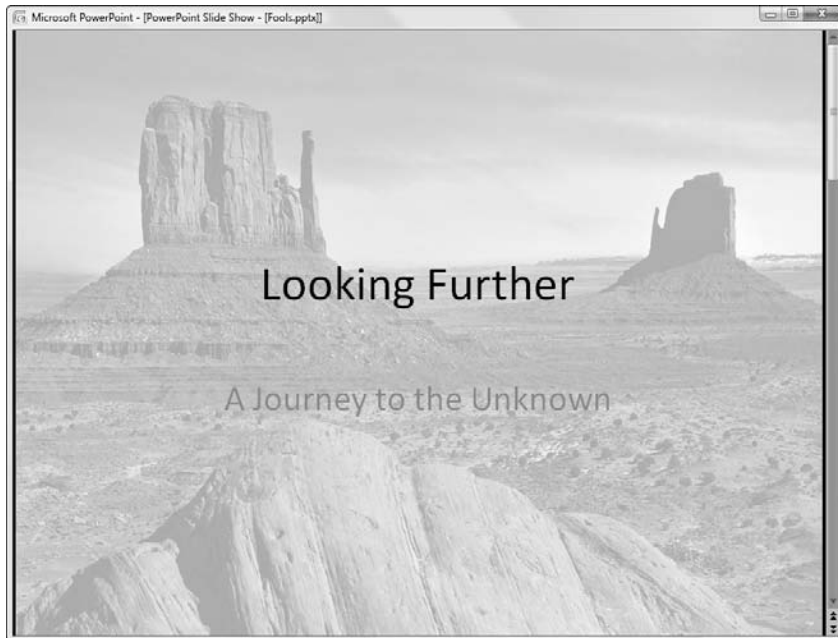 Microsoft PowerPoint - [PowerPoint Slide Show - [Fools.pptx]]
Looking Further
A Journey to the Unknown